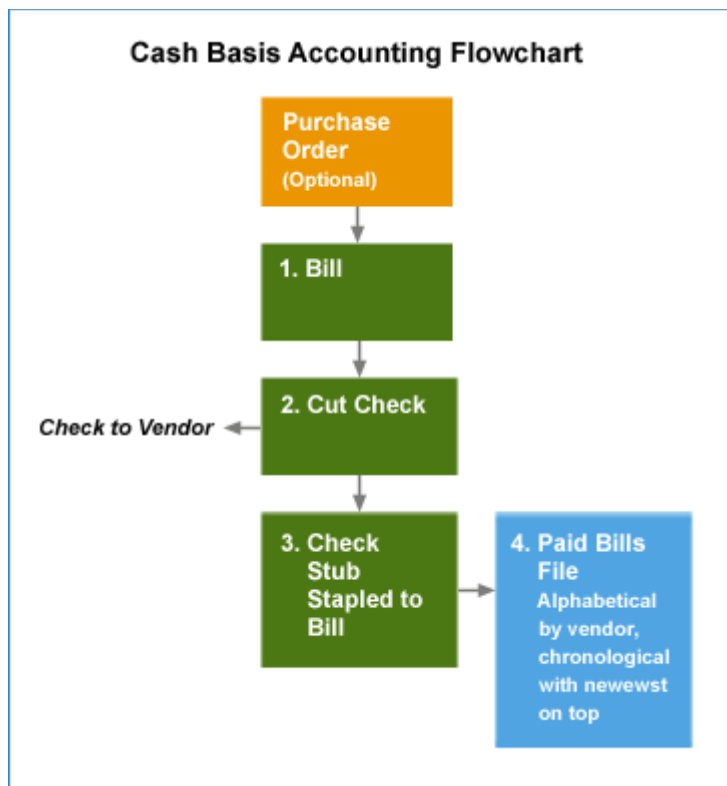 Cash Basis Accounting Flowchart
Purchase
Order
(Optional)
1. Bill
2. Cut Check
Check to Vendor
3. Check
Stub
Stapled to
Bill
4. Paid Bills
File
Alphabetical
by vendor,
chronological
with newewst
on top